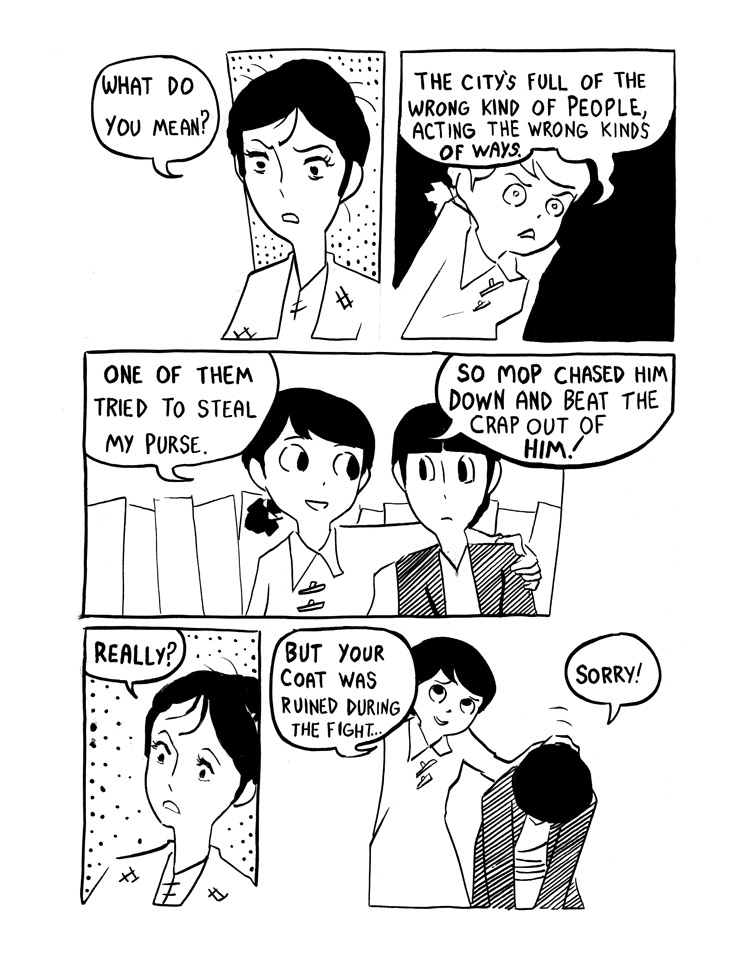 WHAT DO
YOU MEAN?
THE CITY'S FULL OF THE
WRONG KIND OF PEOPLE,
ACTING THE WRONG KINDS
OF WAYS.
ONE OF THEM
TRIED TO STEAL
MY PURSE.
SO MOP CHASED HIM
DOWN AND BEAT THE
CRAP OUT OF
HIM!
REALLY?
BUT YOUR
COAT WAS
RUINED DURING
THE FIGHT...
SORRY!